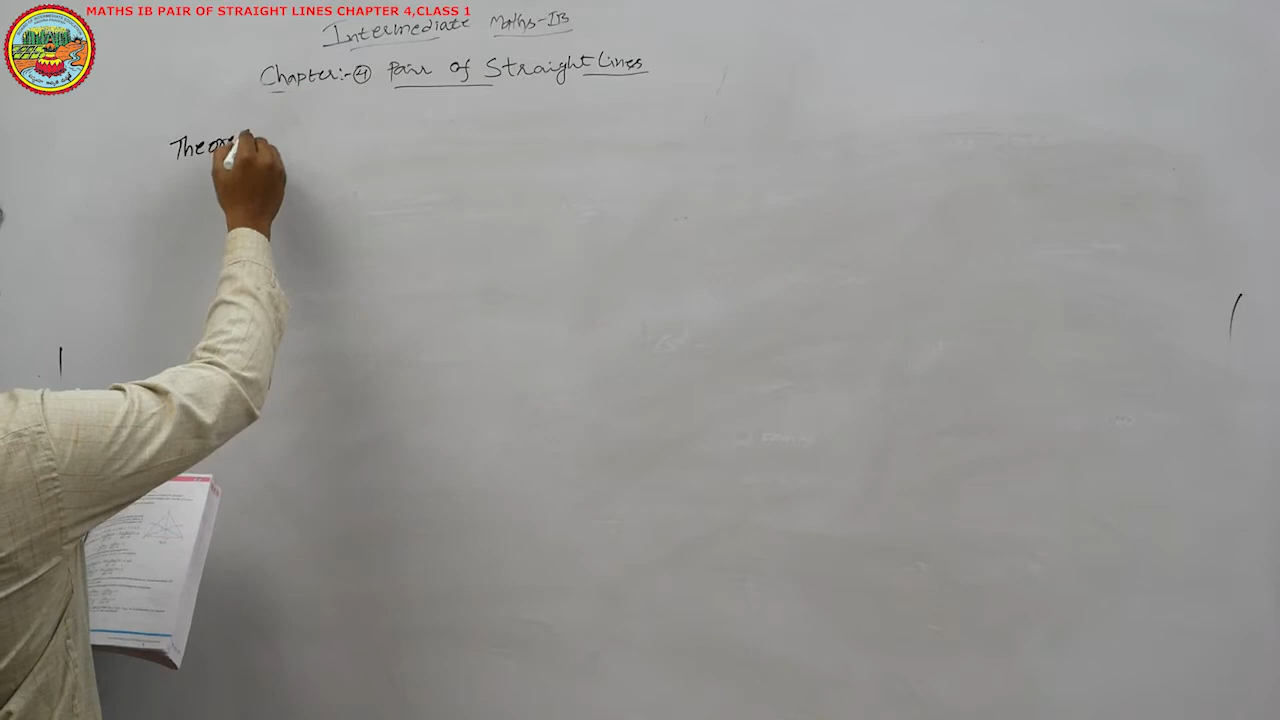 MATHS IB PAIR OF STRAIGHT LINES CHAPTER 4,CLASS 1
Intermediate Maths-IB
Chapter:-④ Pair of Straight Lines
Theore